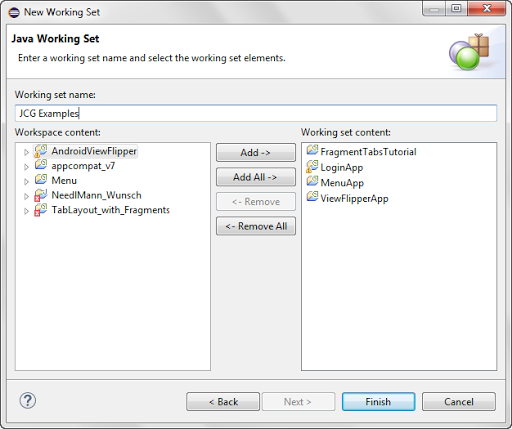 New Working Set
Java Working Set
Enter a working set name and select the working set elements.
Working set name:
JCG Examples
Workspace content:
AndroidViewFlipper
appcompat_v7
Menu
NeedlMann_Wunsch
TabLayout_with_Fragments
Add ->
Add All ->
<- Remove
<- Remove All
Working set content:
FragmentTabsTutorial
LoginApp
MenuApp
ViewFlipperApp
?
< Back
Next >
Finish
Cancel